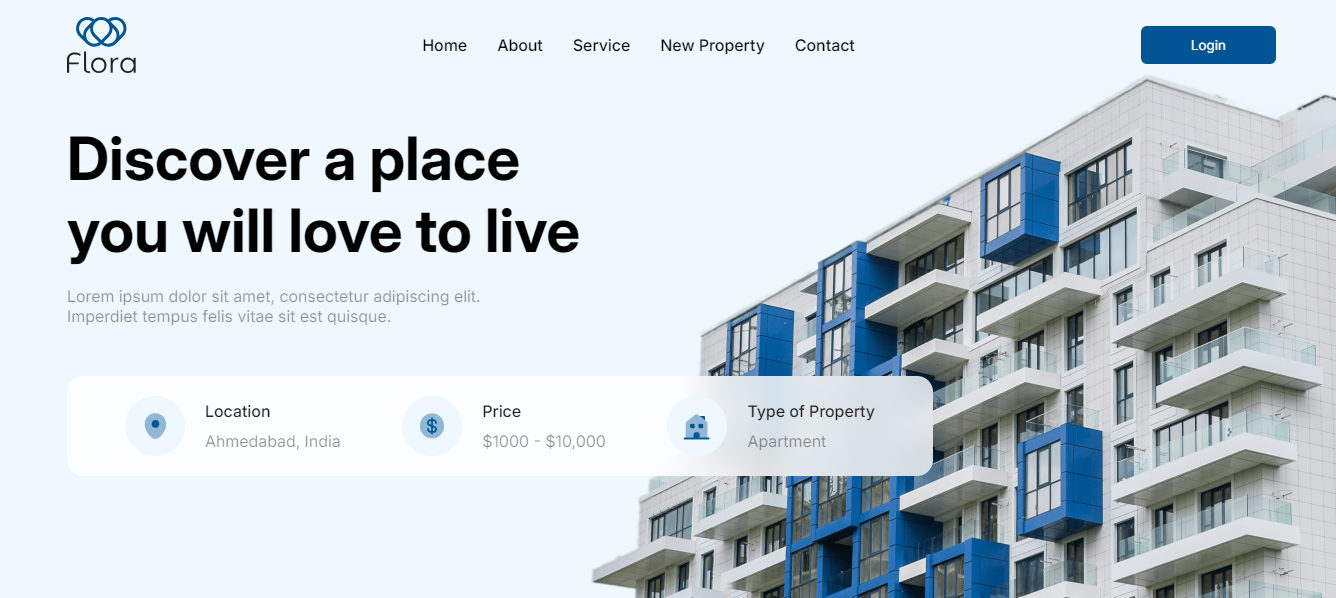 Flora
Home About Service New Property Contact
Login
Discover a place
you will love to live
Lorem ipsum dolor sit amet, consectetur adipiscing elit.
Imperdiet tempus felis vitae sit est quisque.
Location
Ahmedabad, India
$
Price
$1000 - $10,000
Type of Property
Apartment